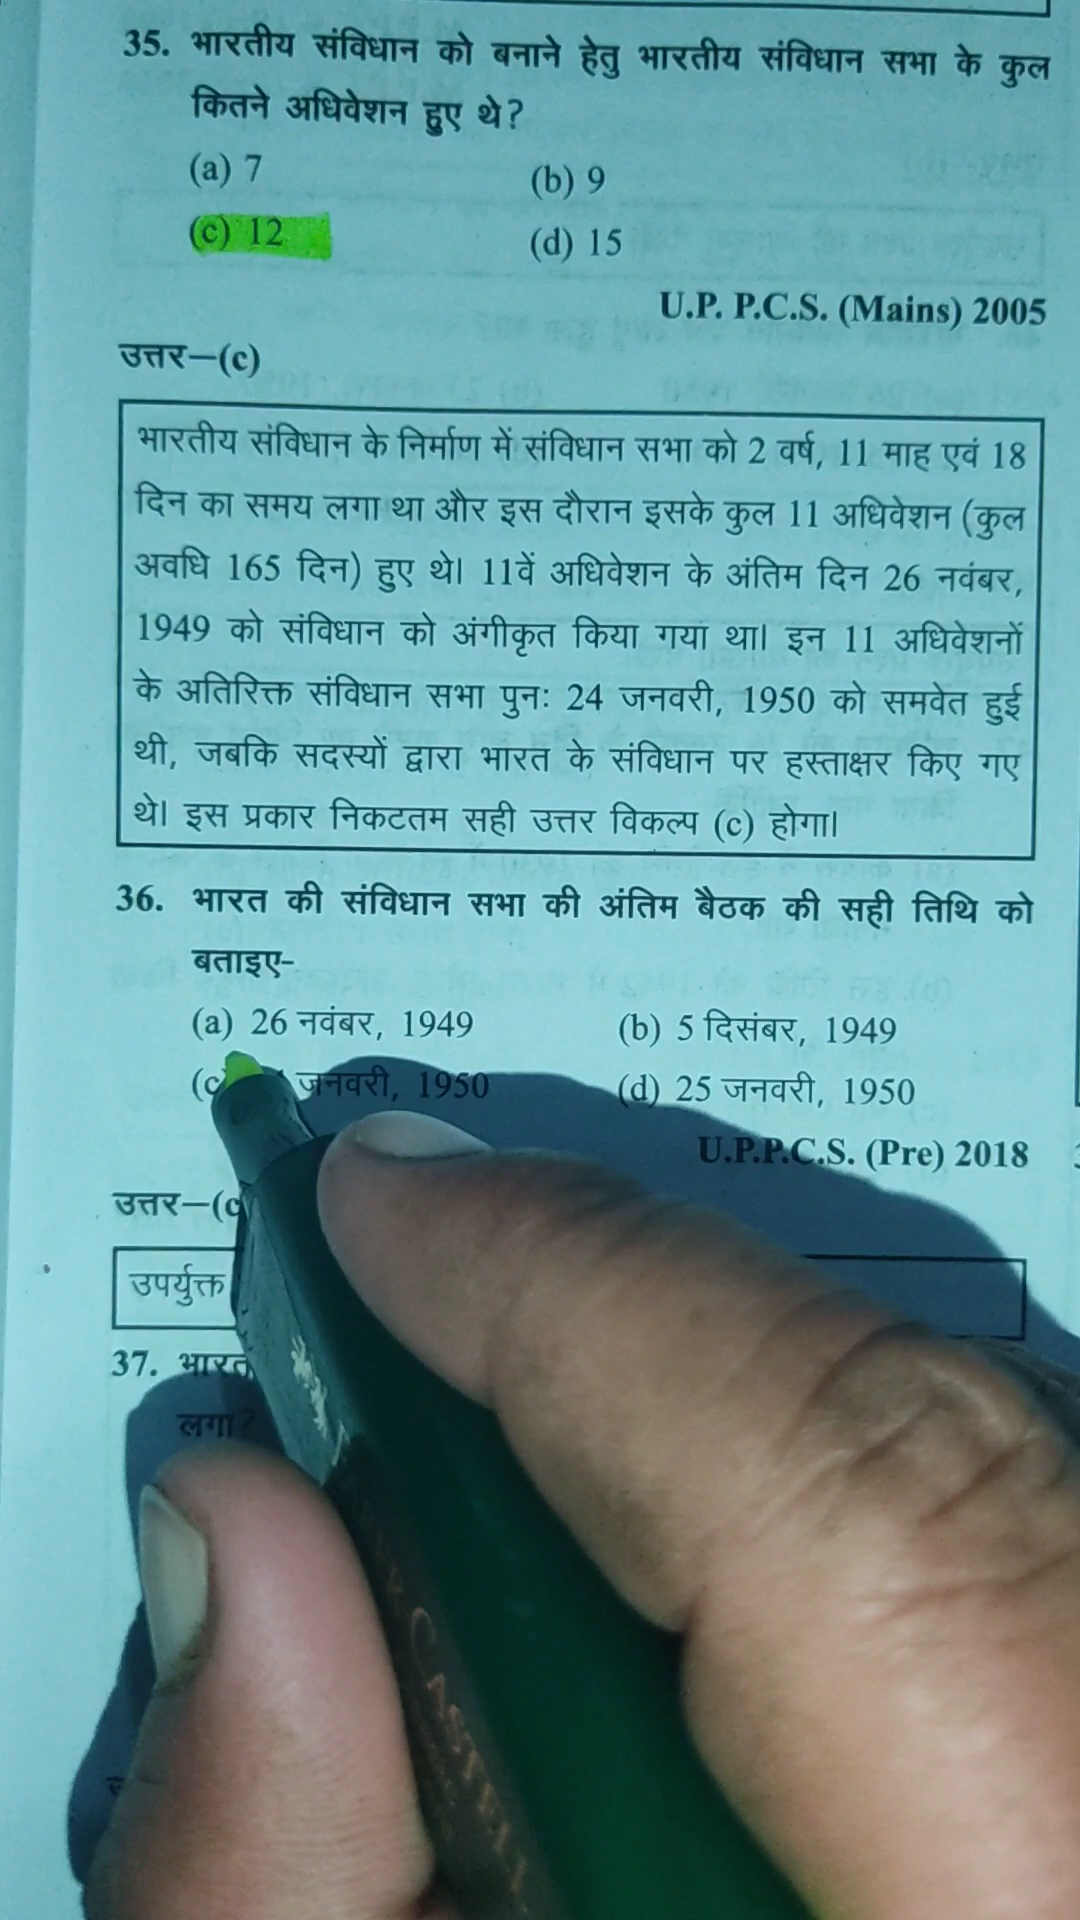 35. भारतीय संविधान को बनाने हेतु भारतीय संविधान सभा के कुल
कितने अधिवेशन हुए थे?
(a) 7 (b) 9
(c) 12 (d) 15
U.P. P.C.S. (Mains) 2005
उत्तर–(c)
भारतीय संविधान के निर्माण में संविधान सभा को 2 वर्ष, 11 माह एवं 18
दिन का समय लगा था और इस दौरान इसके कुल 11 अधिवेशन (कुल
अवधि 165 दिन) हुए थे। 11वें अधिवेशन के अंतिम दिन 26 नवंबर,
1949 को संविधान को अंगीकृत किया गया था। इन 11 अधिवेशनों
के अतिरिक्त संविधान सभा पुनः 24 जनवरी, 1950 को समवेत हुई
थी, जबकि सदस्यों द्वारा भारत के संविधान पर हस्ताक्षर किए गए
थे। इस प्रकार निकटतम सही उत्तर विकल्प (c) होगा।
36. भारत की संविधान सभा की अंतिम बैठक की सही तिथि को
बताइए-
(a) 26 नवंबर, 1949 (b) 5 दिसंबर, 1949
(c) जनवरी, 1950 (d) 25 जनवरी, 1950
U.P.P.C.S. (Pre) 2018
उत्तर–(c
उपर्युक्त
37. भारत
लगा?